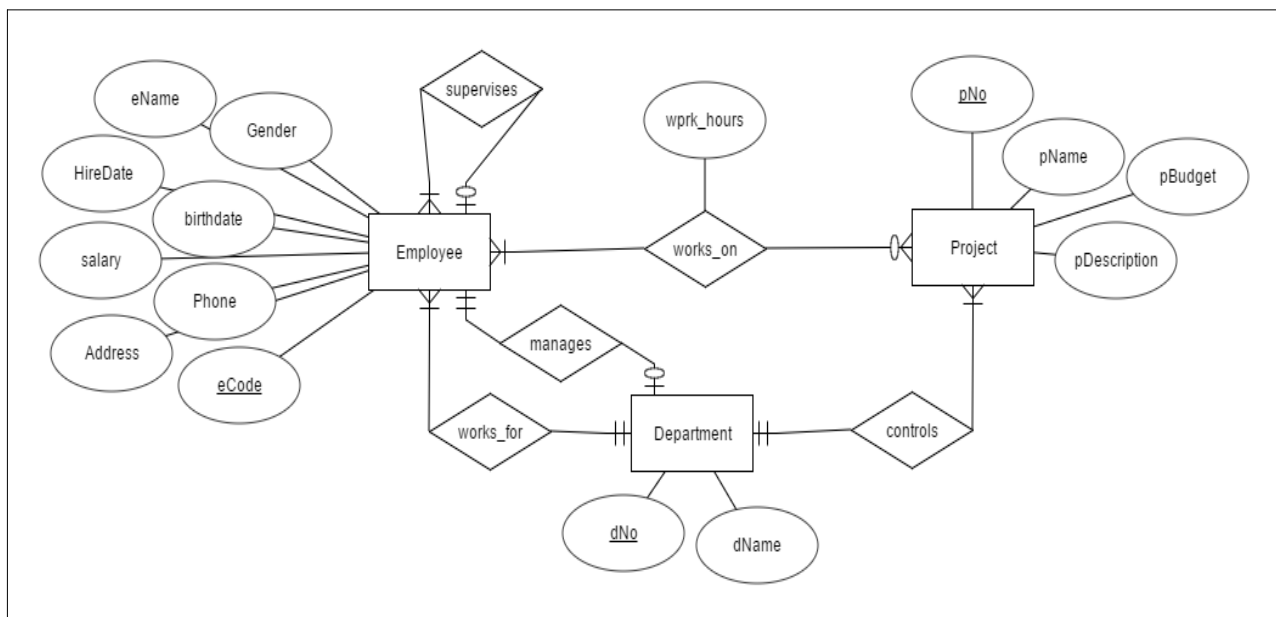 supervises
eName
Gender
wprk_hours
pNo
pName
HireDate
pBudget
birthdate
salary
Employee
works_on
Project
pDescription
Phone
Address
manages
eCode
works_for
Department
controls
dNo
dName